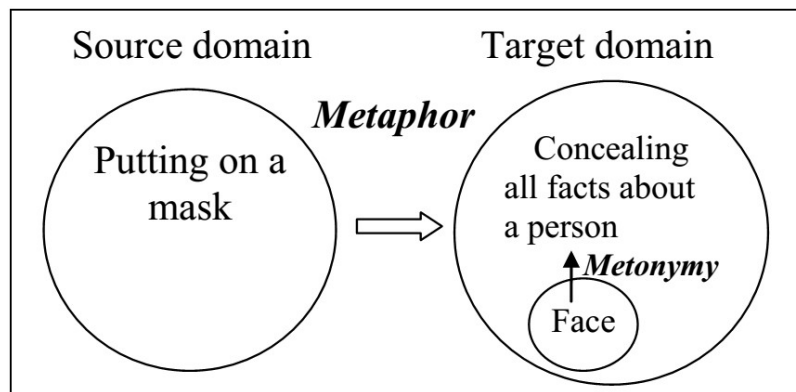 Source domain
Target domain
Metaphor
Putting on a
mask
Concealing
all facts about
a person
Metonymy
Face